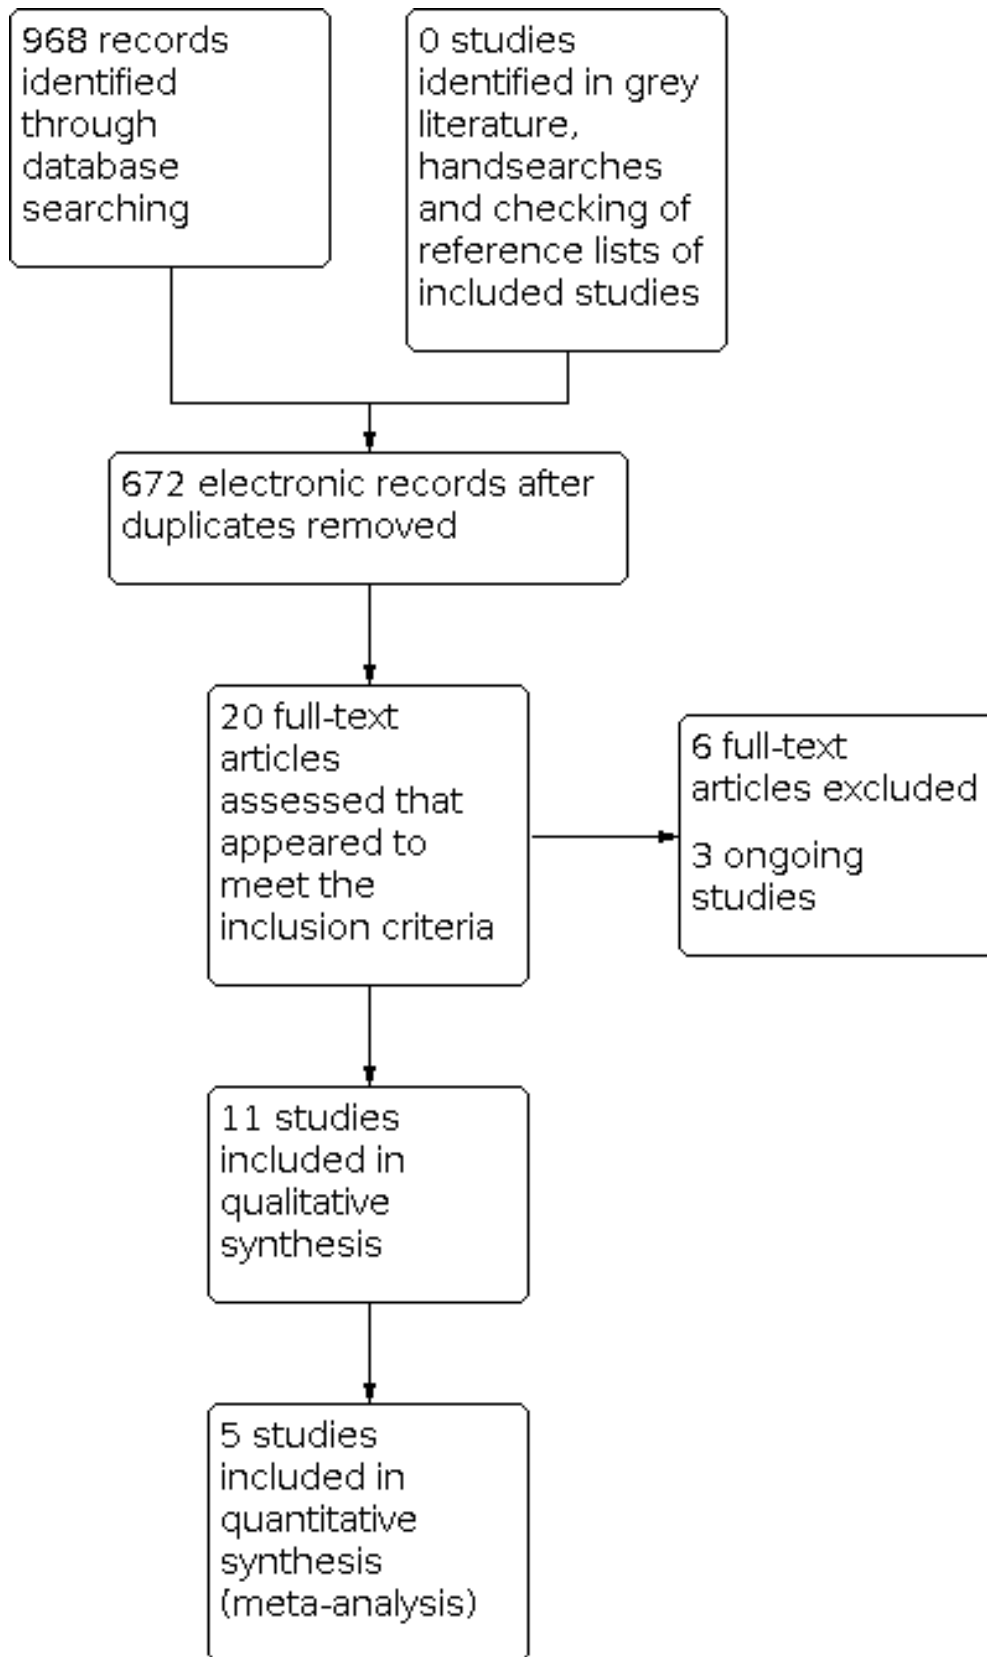 968 records
identified
through
database
searching
0 studies
identified in grey
literature,
handsearches
and checking of
reference lists of
included studies
672 electronic records after
duplicates removed
20 full-text
articles
assessed that
appeared to
meet the
inclusion criteria
6 full-text
articles excluded
3 ongoing
studies
11 studies
included in
qualitative
synthesis
5 studies
included in
quantitative
synthesis
(meta-analysis)